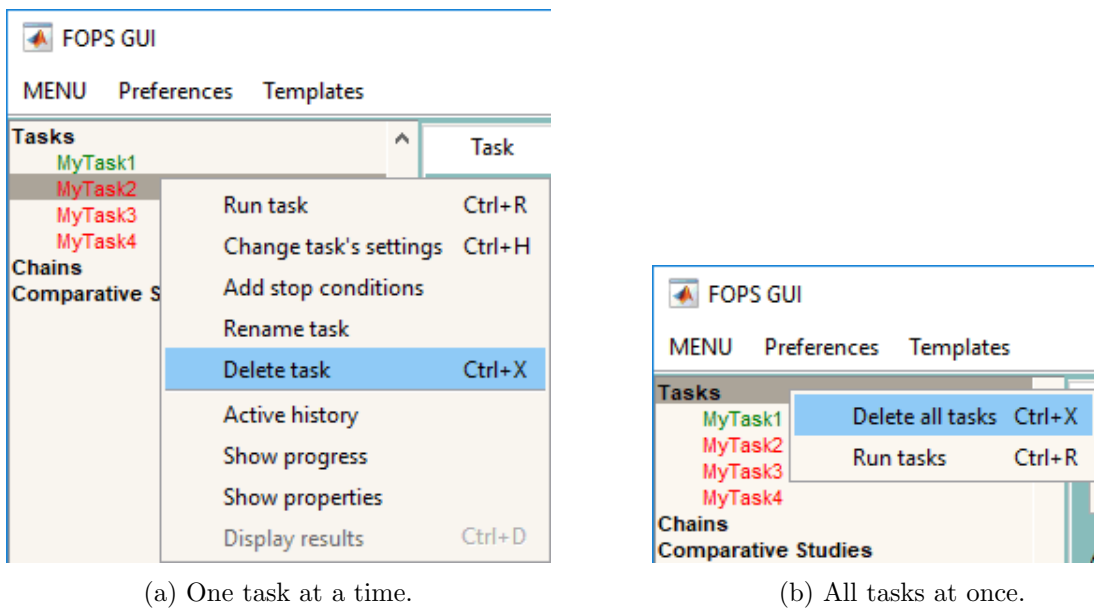 FOPS GUI
MENU Preferences Templates
Tasks
MyTask1
MyTask2
MyTask3
MyTask4
Chains
Comparative S
Task
Run task Ctrl+R
Change task's settings Ctrl+H
Add stop conditions
Rename task
Delete task Ctrl+X
Active history
Show progress
Show properties
Display results Ctrl+D
(a) One task at a time.
FOPS GUI
MENU Preferences Templates
Tasks
MyTask1
MyTask2
MyTask3
MyTask4
Chains
Comparative Studies
Delete all tasks Ctrl+X
Run tasks Ctrl+R
(b) All tasks at once.